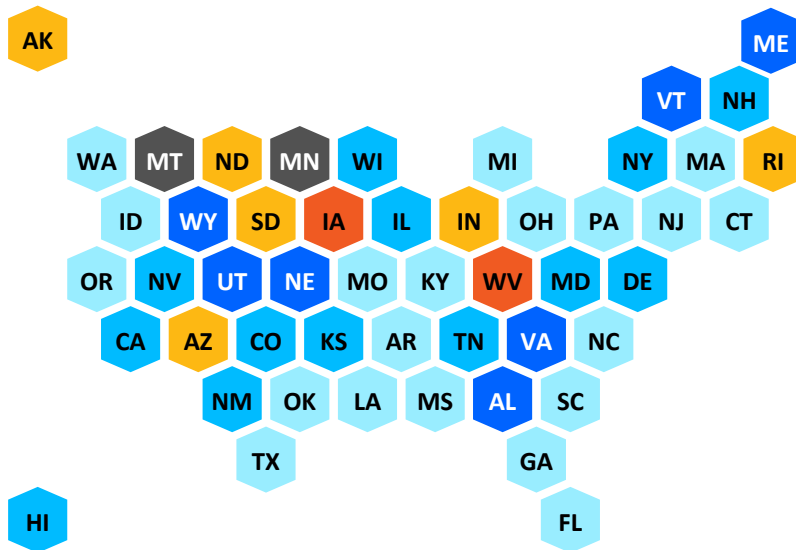 AK
ME
VT NH
WA MT ND MN WI MI NY MA RI
ID WY SD IA IL IN OH PA NJ CT
OR NV UT NE MO KY WV MD DE
CA AZ CO KS AR TN VA NC
NM OK LA MS AL SC
TX GA
HI FL